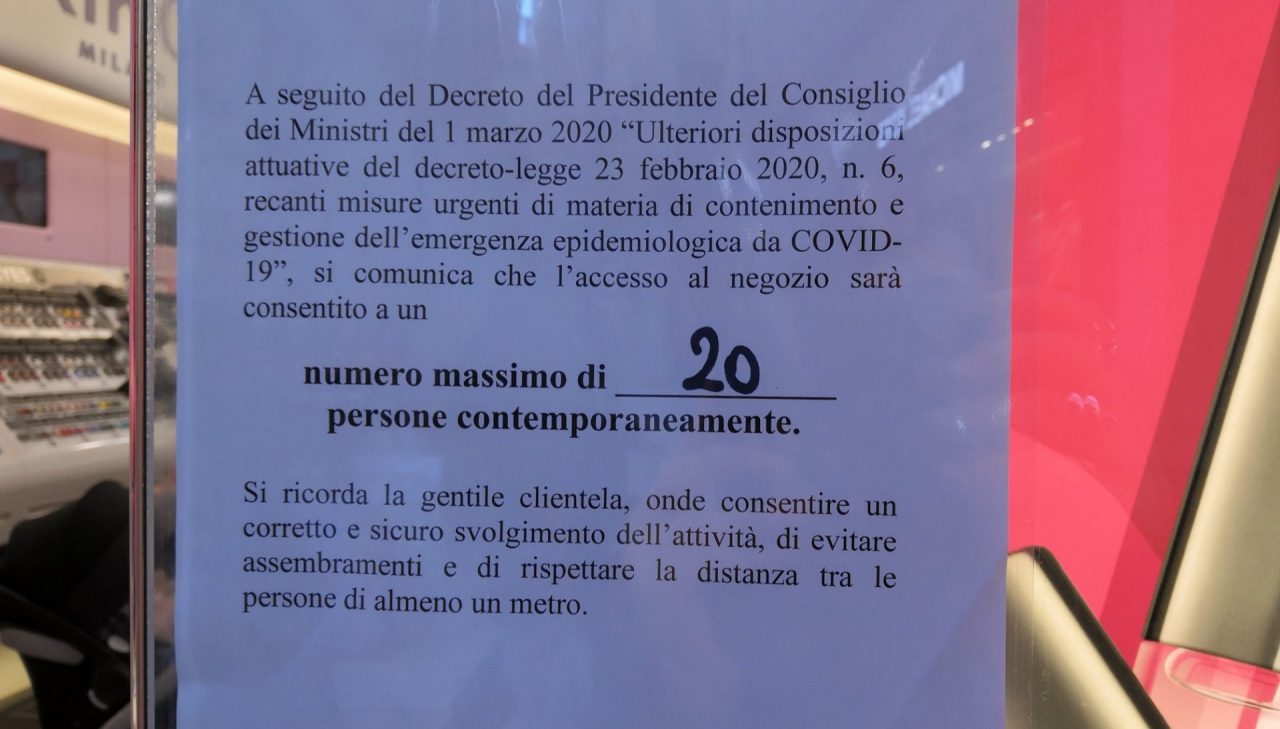 A seguito del Decreto del Presidente del Consiglio
dei Ministri del 1 marzo 2020 “Ulteriori disposizioni
attuative del decreto-legge 23 febbraio 2020, n. 6,
recanti misure urgenti di materia di contenimento e
gestione dell’emergenza epidemiologica da COVID-
19”, si comunica che l’accesso al negozio sarà
consentito a un
numero massimo di 20
persone contemporaneamente.
Si ricorda la gentile clientela, onde consentire un
corretto e sicuro svolgimento dell’attività, di evitare
assembramenti e di rispettare la distanza tra le
persone di almeno un metro.